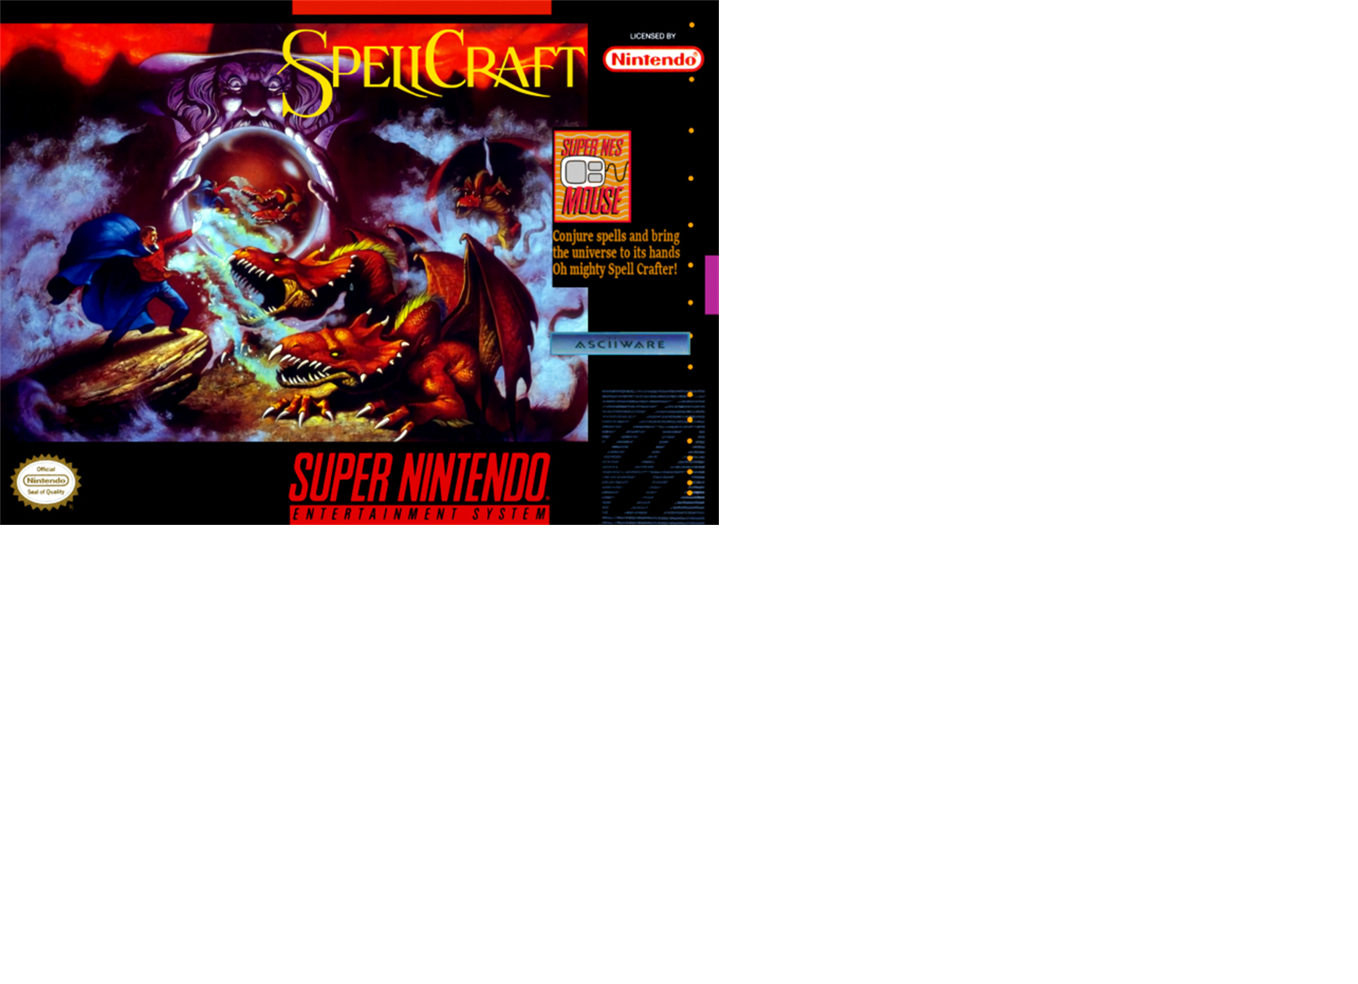 SPELLCRAFT
LICENSED BY
Nintendo®
SUPER NES
MOUSE
Conjure spells and bring
the universe to its hands
Oh mighty Spell Crafter!
ASCIIWARE
Official
Nintendo
Seal of Quality
SUPER NINTENDO
ENTERTAINMENT SYSTEM